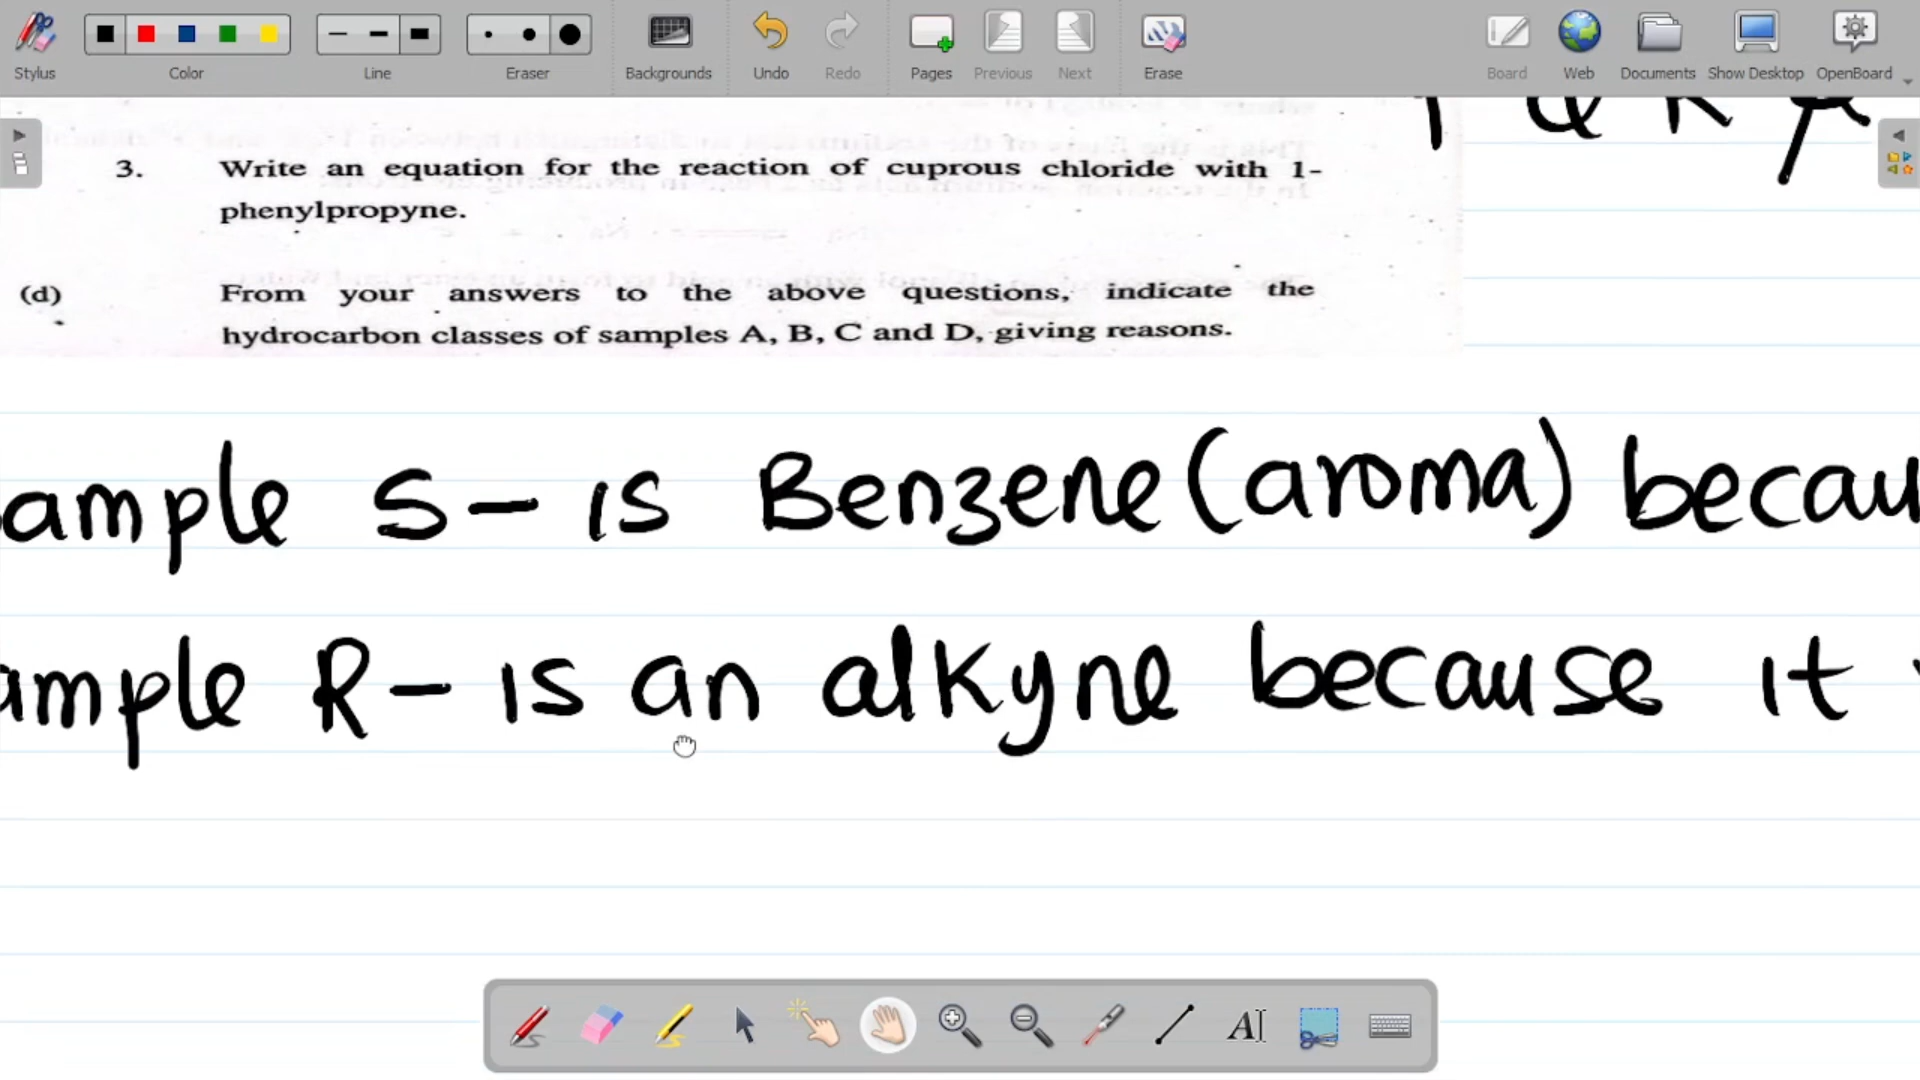 Stylus
Color
Line
Eraser
Backgrounds
Undo
Redo
Pages
Previous
Next
Erase
Board
Web
Documents
Show Desktop
OpenBoard
3. Write an equation for the reaction of cuprous chloride with 1-
phenylpropyne.
(d) From your answers to the above questions, indicate the
hydrocarbon classes of samples A, B, C and D, giving reasons.
ample S - is Benzene (aroma) becau
ample R - is an alkyne because it